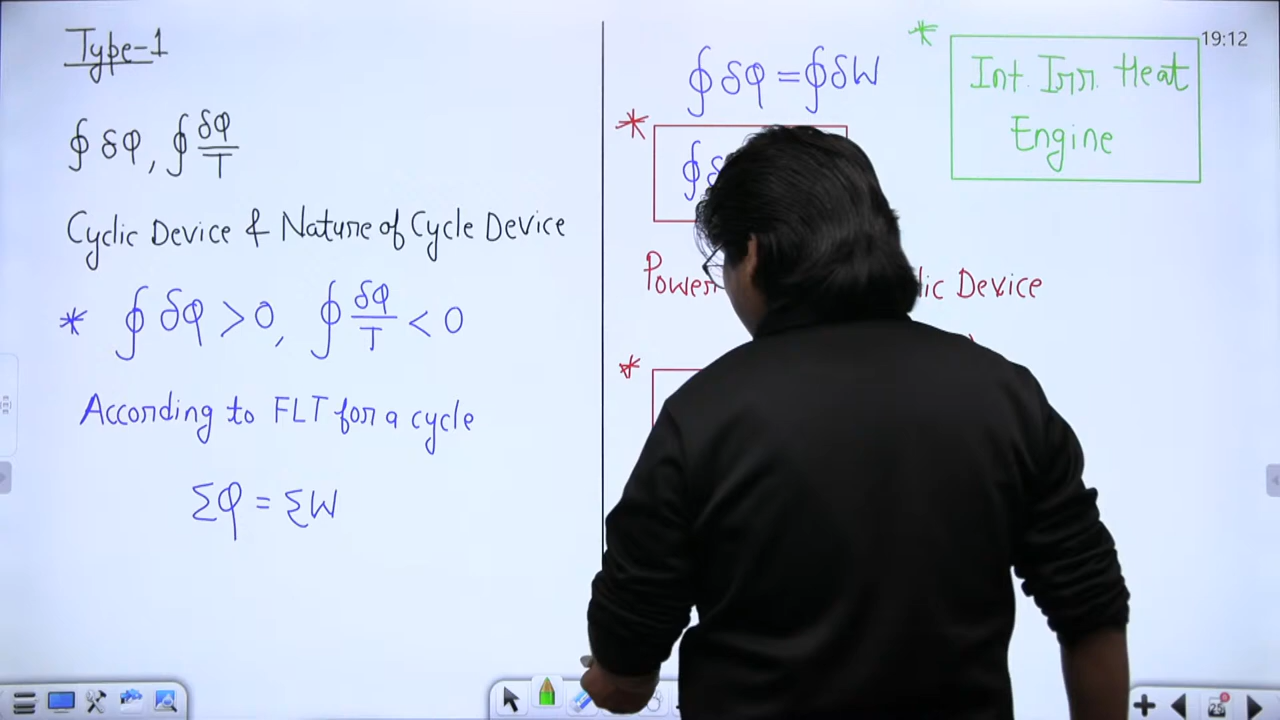 Type-1
∮ δQ, ∮ δQ/T
Cyclic Device & Nature of Cycle Device
* ∮ δQ > 0, ∮ δQ/T < 0
According to FLT for a cycle
ΣQ = ΣW
∮ δQ = ∮ δW
*
∮
Power
Device
*
* Int. Irr. Heat
Engine
19:12
25